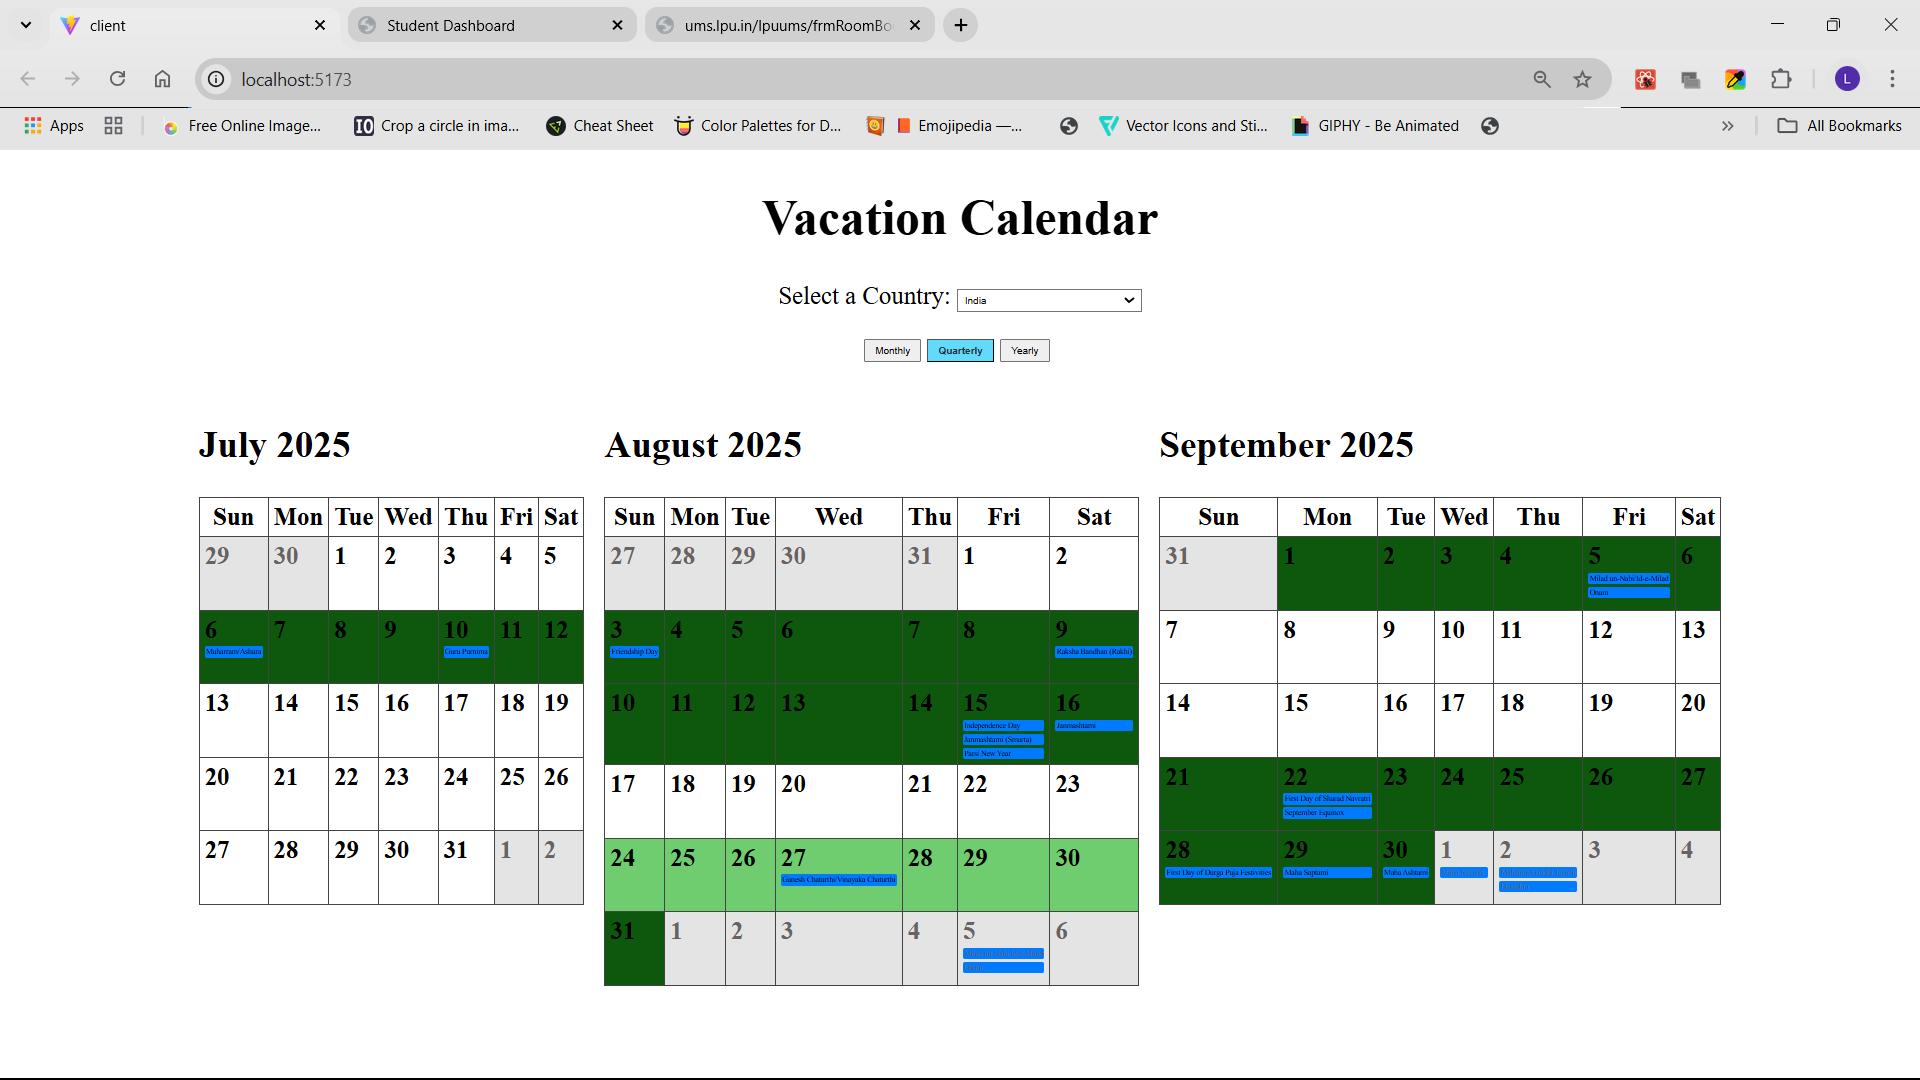 client
Student Dashboard
ums.lpu.in/lpuums/frmRoomBo
localhost:5173
L
Apps
Free Online Image...
Crop a circle in ima...
Cheat Sheet
Color Palettes for D...
Emojipedia —...
Vector Icons and Sti...
GIPHY - Be Animated
All Bookmarks
Vacation Calendar
Select a Country: India
Monthly Quarterly Yearly
July 2025
Sun Mon Tue Wed Thu Fri Sat
29 30 1 2 3 4 5
6 7 8 9 10 11 12
Muharram/Ashura Guru Purnima
13 14 15 16 17 18 19
20 21 22 23 24 25 26
27 28 29 30 31 1 2
August 2025
Sun Mon Tue Wed Thu Fri Sat
27 28 29 30 31 1 2
3 4 5 6 7 8 9
Friendship Day Raksha Bandhan (Rakhi)
10 11 12 13 14 15 16
Independence Day Janmashtami
Janmashtami (Smarta)
Parsi New Year
17 18 19 20 21 22 23
24 25 26 27 28 29 30
Ganesh Chaturthi/Vinayaka Chaturthi
31 1 2 3 4 5 6
September 2025
Sun Mon Tue Wed Thu Fri Sat
31 1 2 3 4 5 6
Milad un-Nabi/Id-e-Milad
Onam
7 8 9 10 11 12 13
14 15 16 17 18 19 20
21 22 23 24 25 26 27
First Day of Sharad Navratri
September Equinox
28 29 30 1 2 3 4
First Day of Durga Puja Festivities Maha Saptami Maha Ashtami